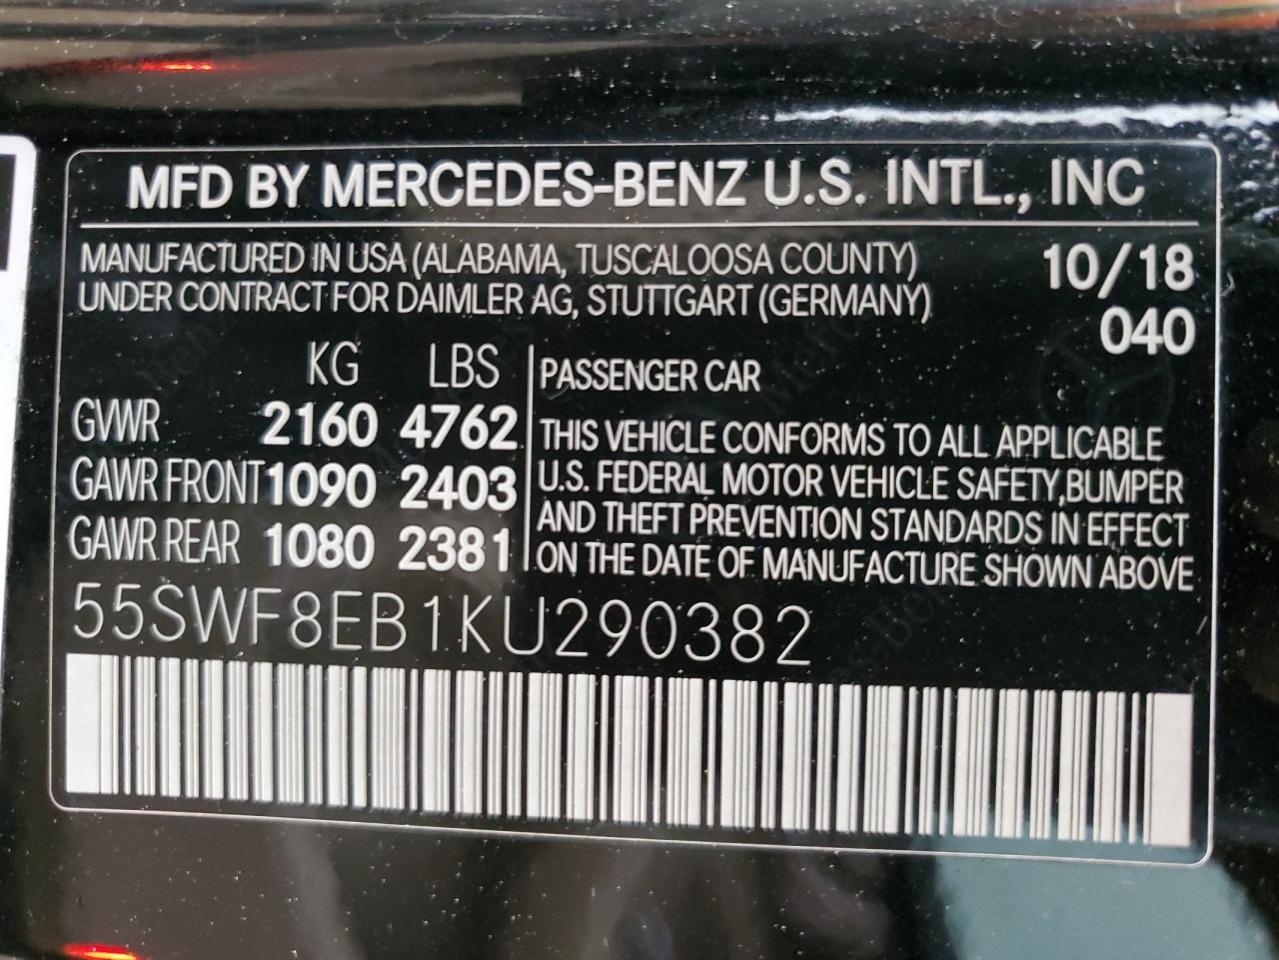 MFD BY MERCEDES-BENZ U.S. INTL., INC
MANUFACTURED IN USA (ALABAMA, TUSCALOOSA COUNTY) 10/18
UNDER CONTRACT FOR DAIMLER AG, STUTTGART (GERMANY)
040
KG LBS
GVWR 2160 4762
GAWR FRONT 1090 2403
GAWR REAR 1080 2381
PASSENGER CAR
THIS VEHICLE CONFORMS TO ALL APPLICABLE
U.S. FEDERAL MOTOR VEHICLE SAFETY,BUMPER
AND THEFT PREVENTION STANDARDS IN EFFECT
ON THE DATE OF MANUFACTURE SHOWN ABOVE
55SWF8EB1KU290382